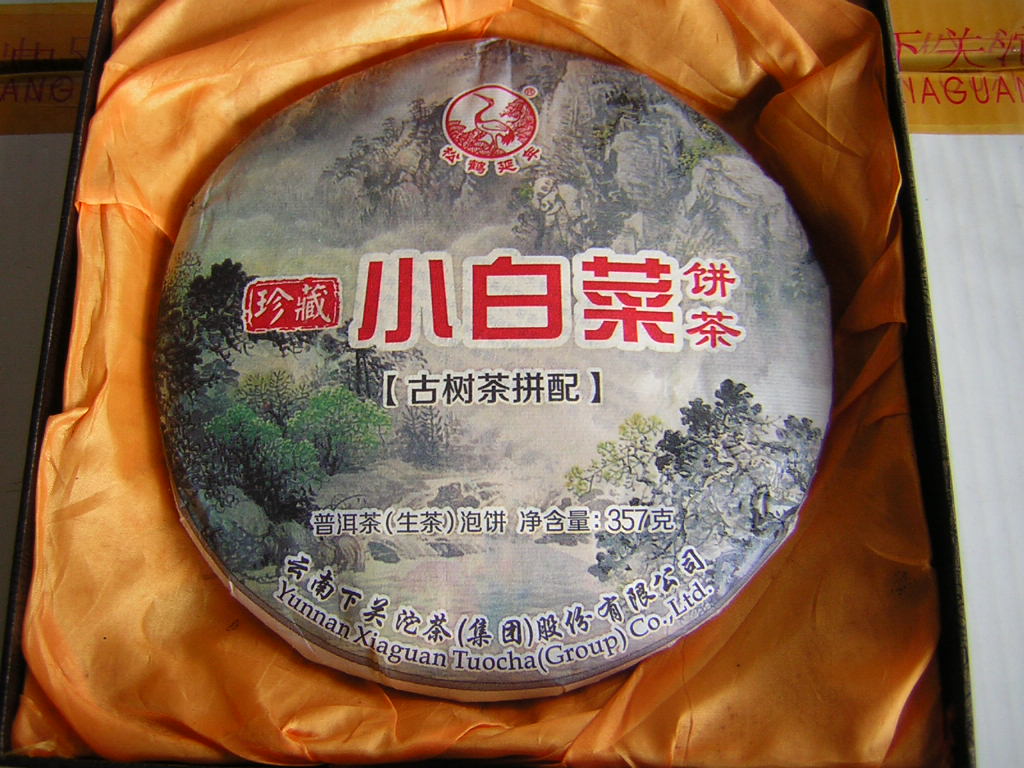 下关沱
XIAGUAN
ANG
®
松鹤延年
珍藏
小白菜
饼茶
【古树茶拼配】
普洱茶(生茶)泡饼 净含量:357克
云南下关沱茶(集团)股份有限公司
Yunnan Xiaguan Tuocha(Group) Co.,Ltd.